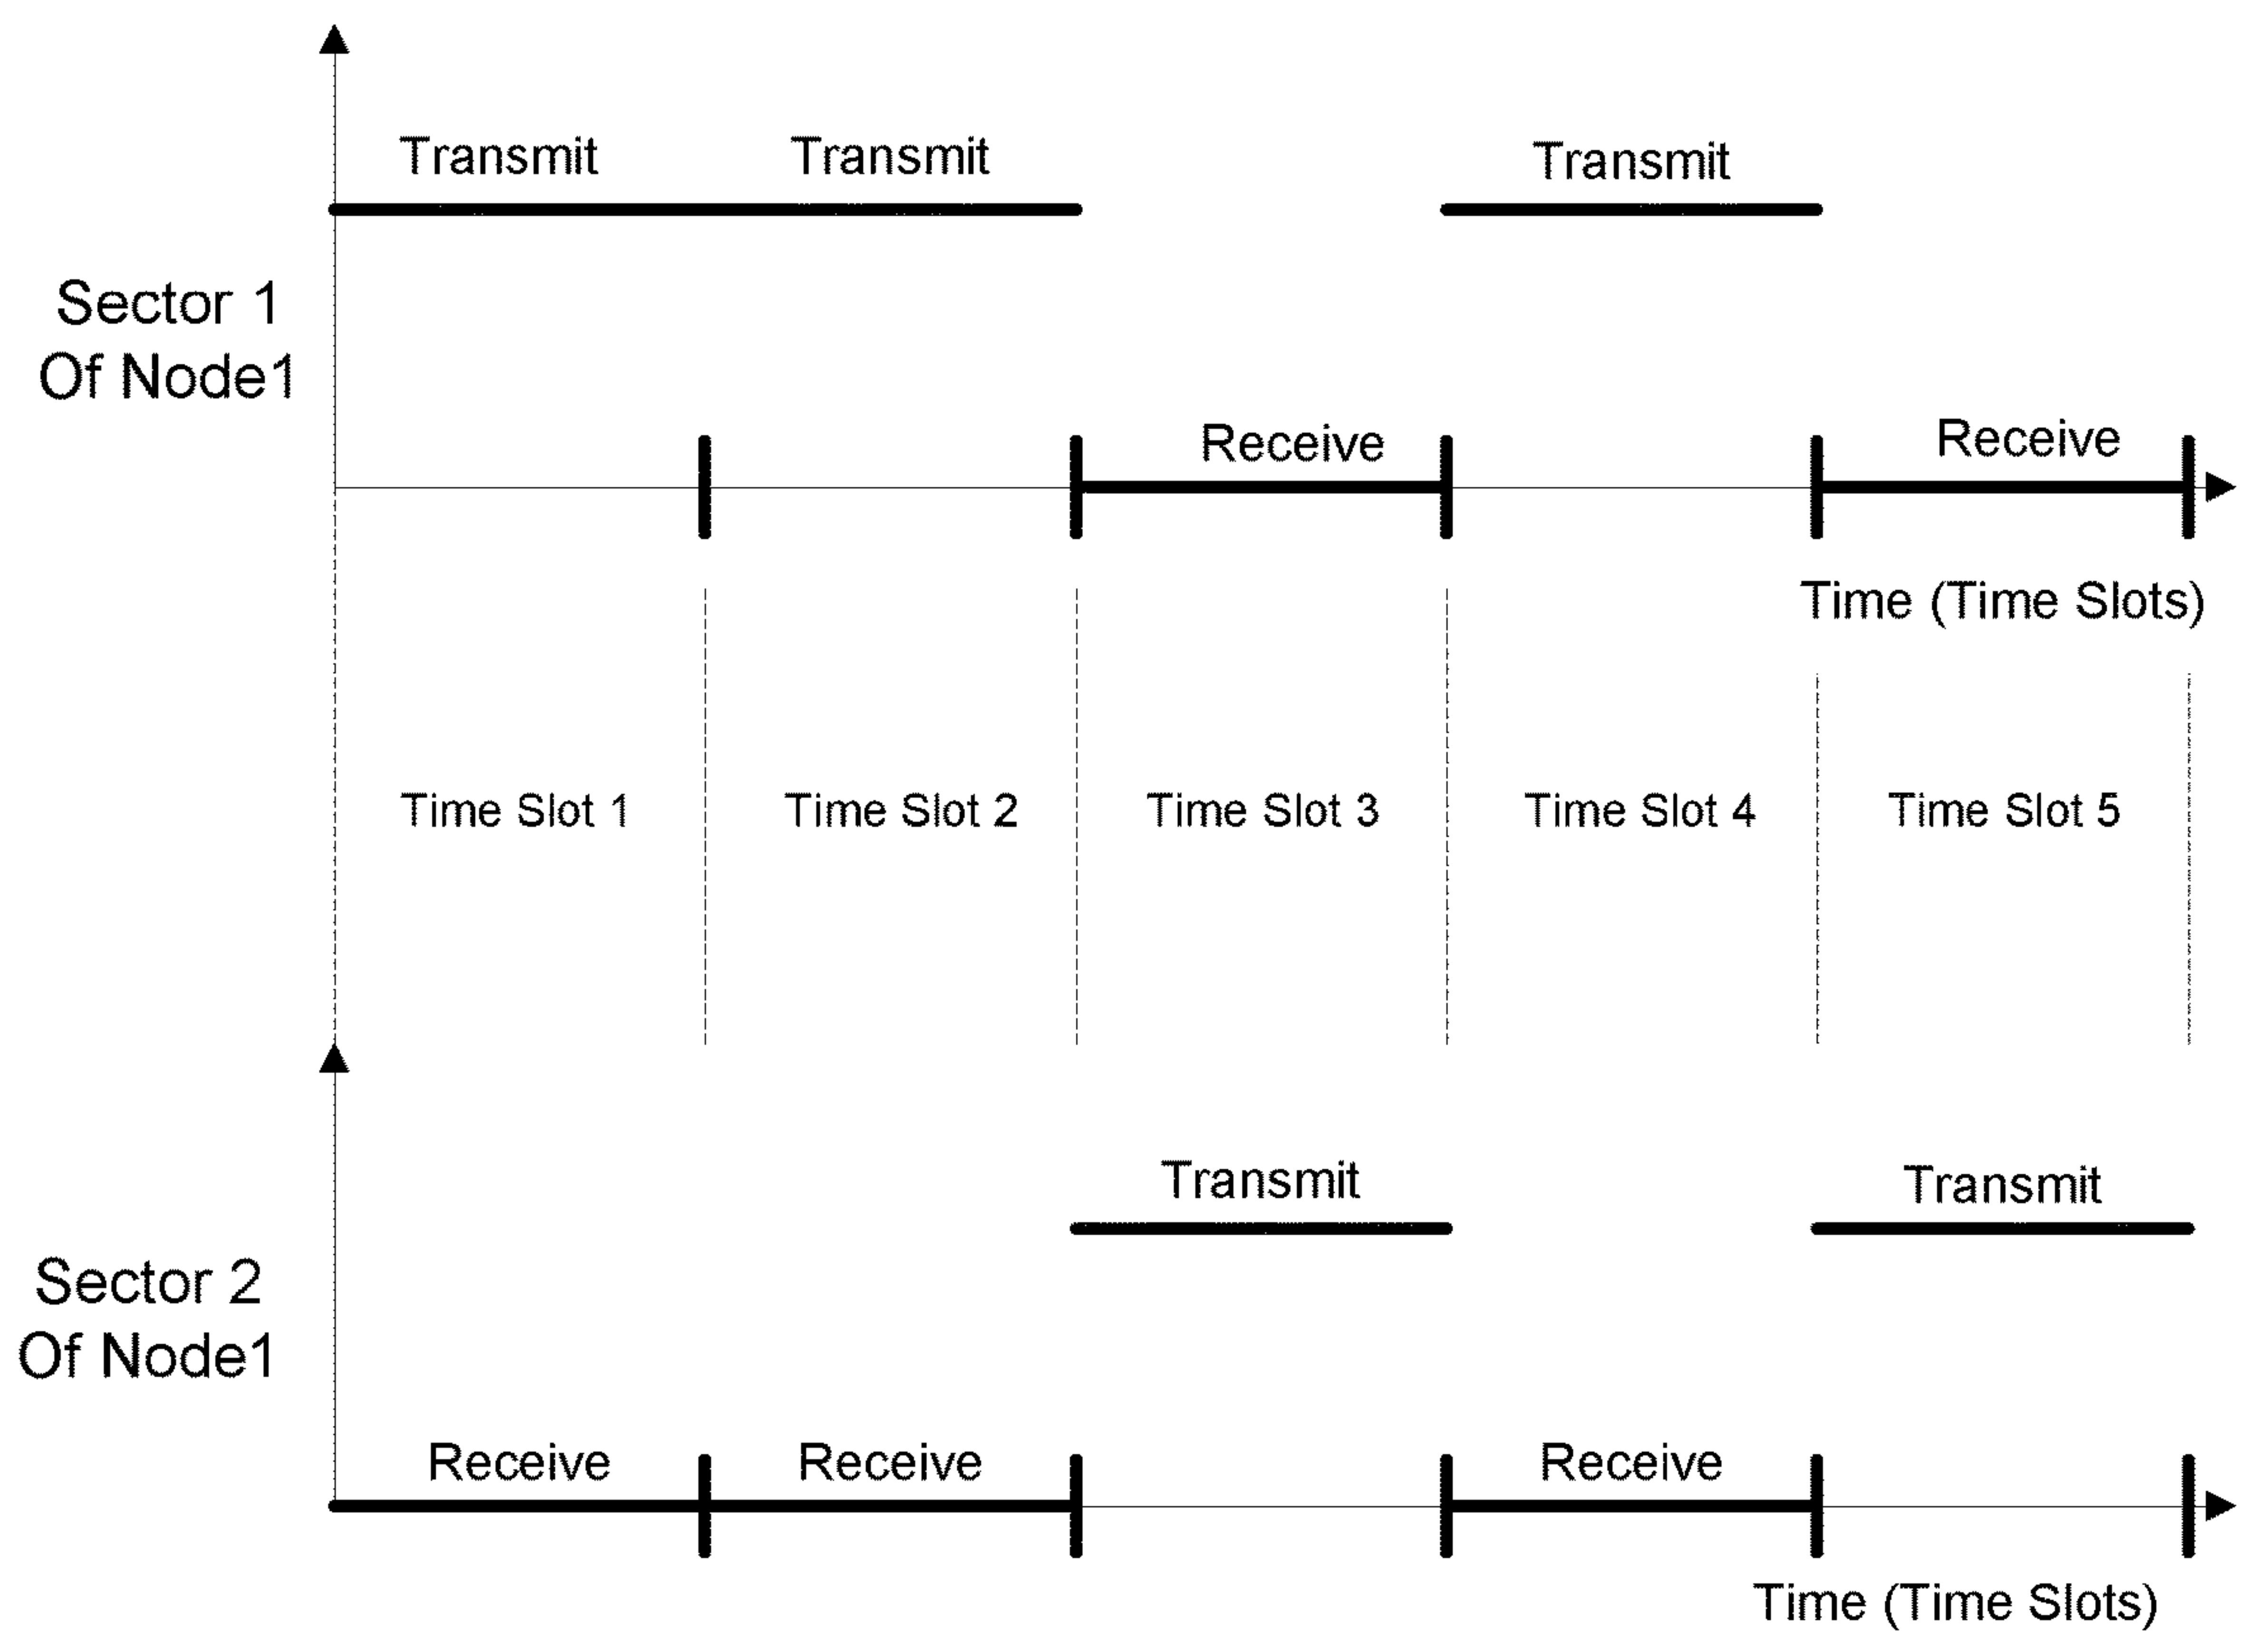 Transmit Transmit Transmit
Sector 1
Of Node1
Receive Receive
Time (Time Slots)
Time Slot 1 Time Slot 2 Time Slot 3 Time Slot 4 Time Slot 5
Transmit Transmit
Sector 2
Of Node1
Receive Receive Receive
Time (Time Slots)